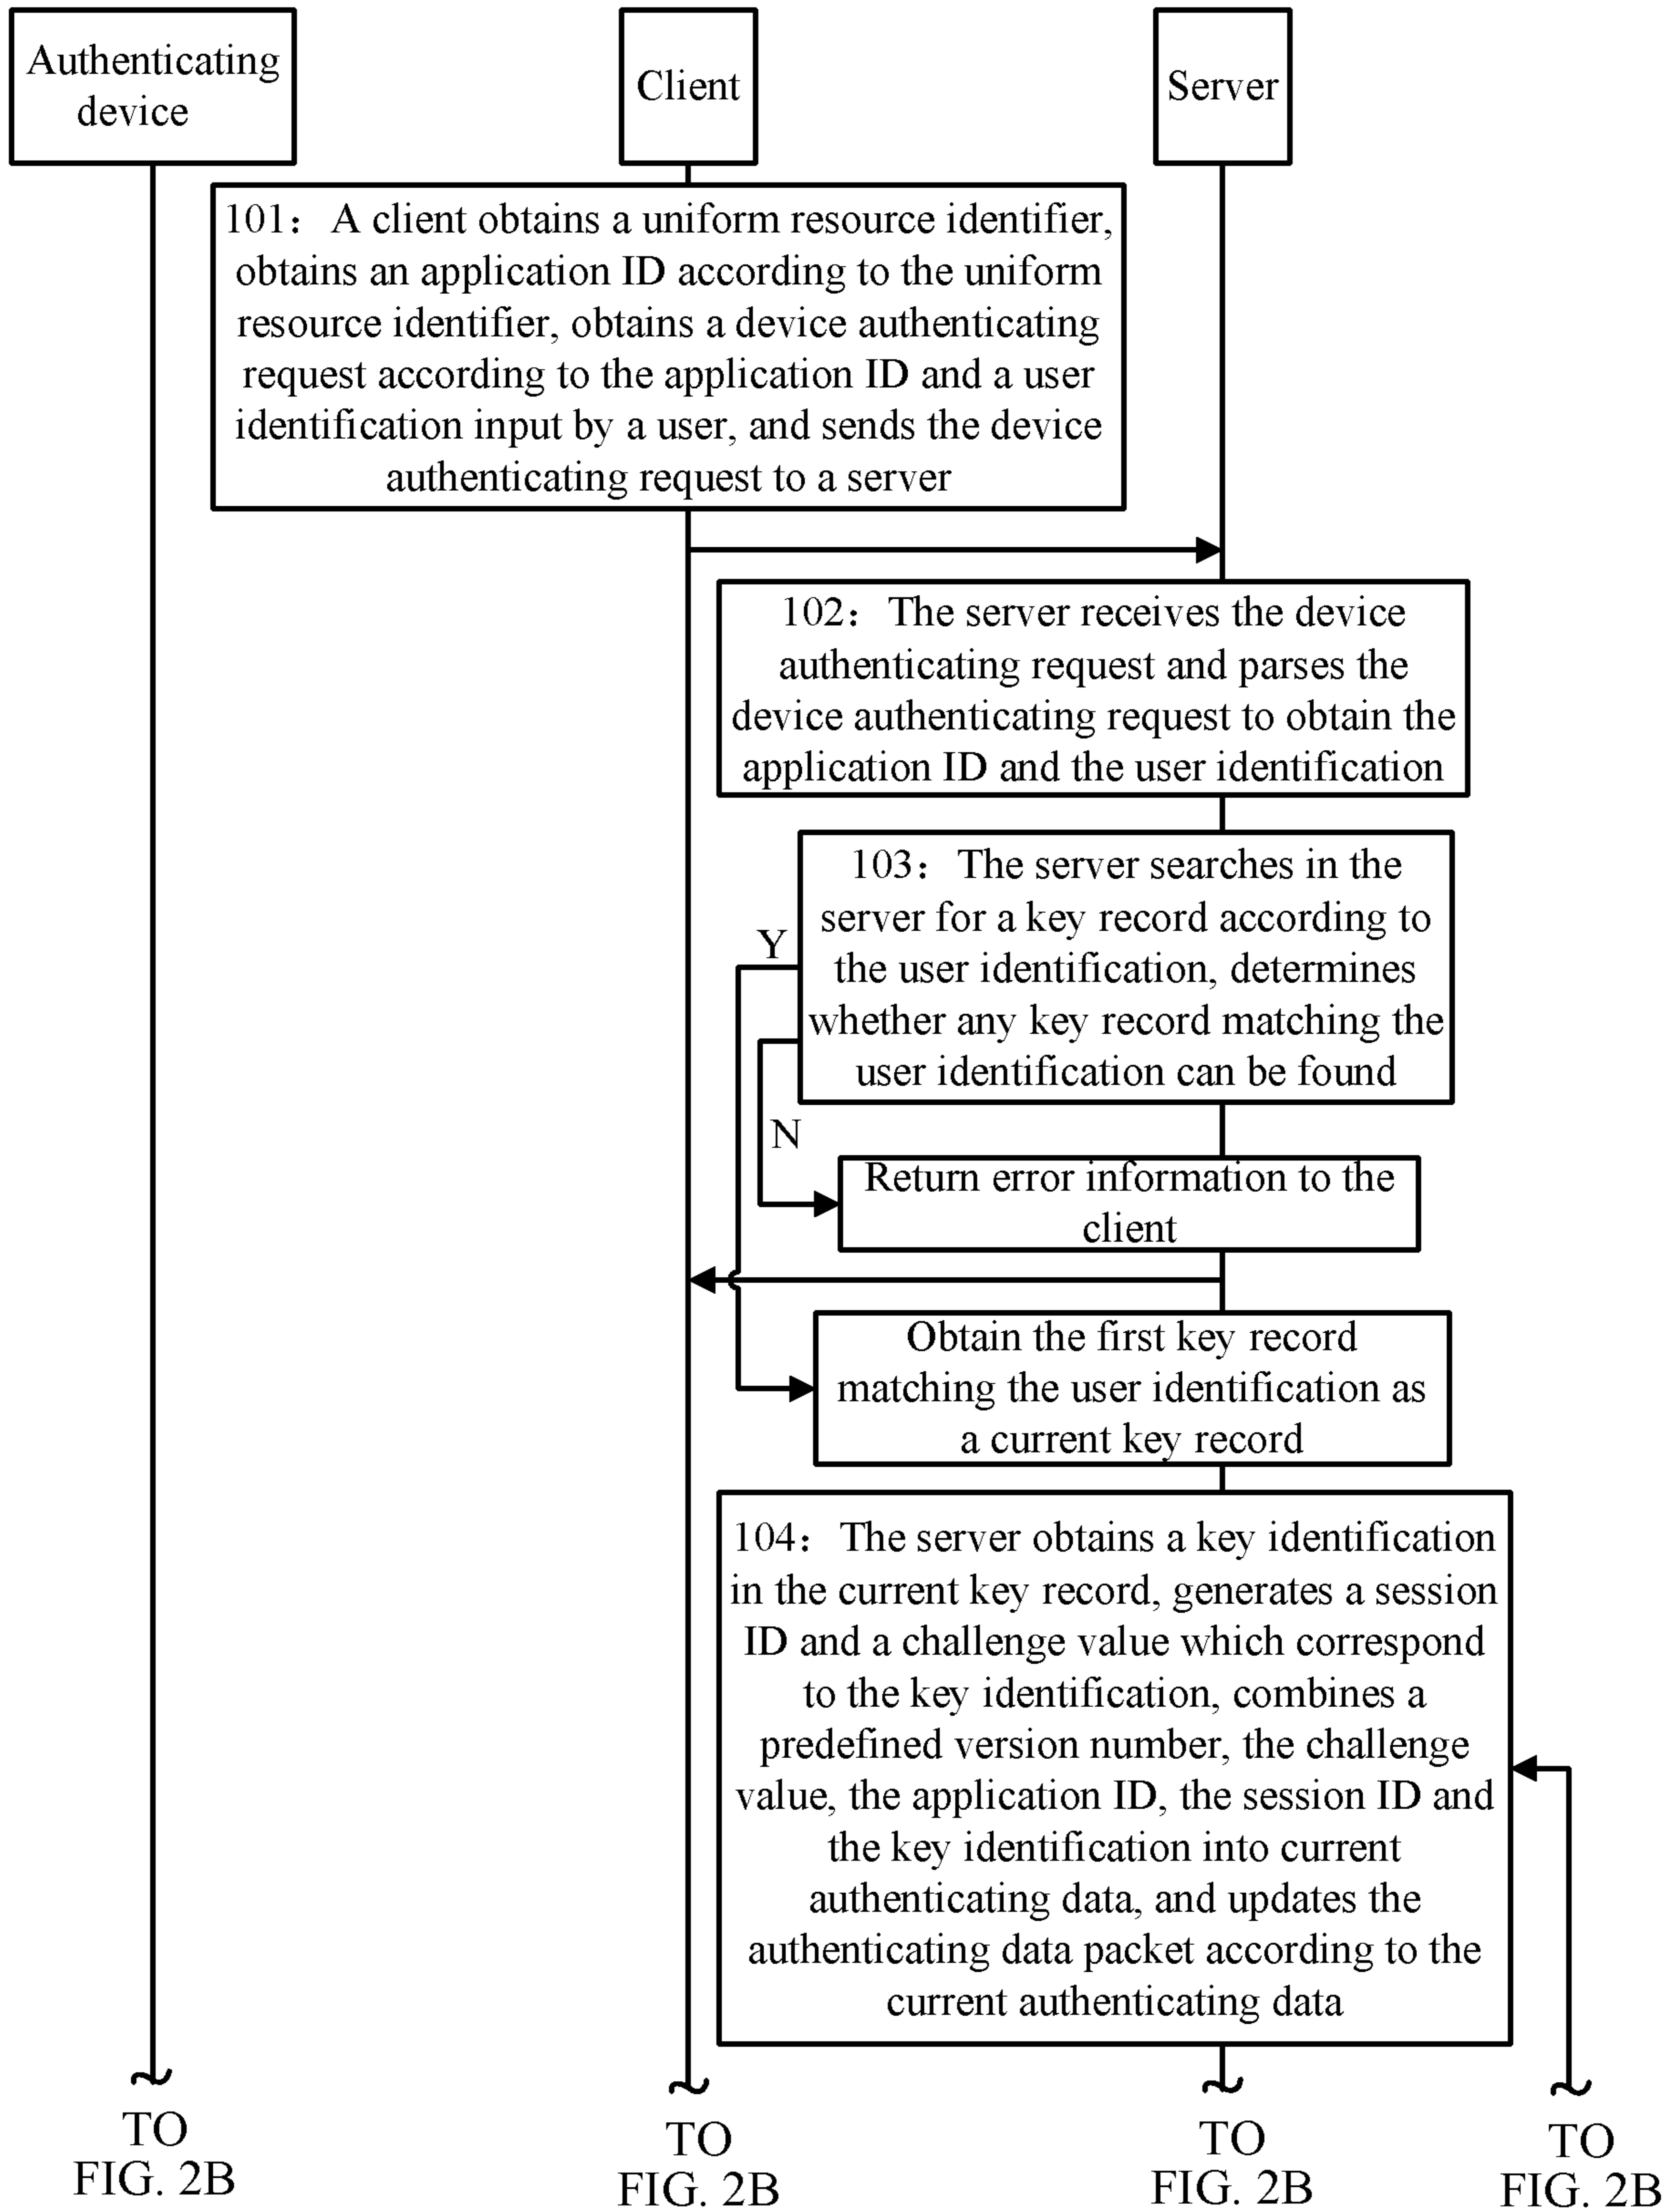 Authenticating
device
Client
Server
101： A client obtains a uniform resource identifier,
obtains an application ID according to the uniform
resource identifier, obtains a device authenticating
request according to the application ID and a user
identification input by a user, and sends the device
authenticating request to a server
102： The server receives the device
authenticating request and parses the
device authenticating request to obtain the
application ID and the user identification
103： The server searches in the
server for a key record according to
the user identification, determines
whether any key record matching the
user identification can be found
Y
N
Return error information to the
client
Obtain the first key record
matching the user identification as
a current key record
104： The server obtains a key identification
in the current key record, generates a session
ID and a challenge value which correspond
to the key identification, combines a
predefined version number, the challenge
value, the application ID, the session ID and
the key identification into current
authenticating data, and updates the
authenticating data packet according to the
current authenticating data
TO
FIG. 2B
TO
FIG. 2B
TO
FIG. 2B
TO
FIG. 2B